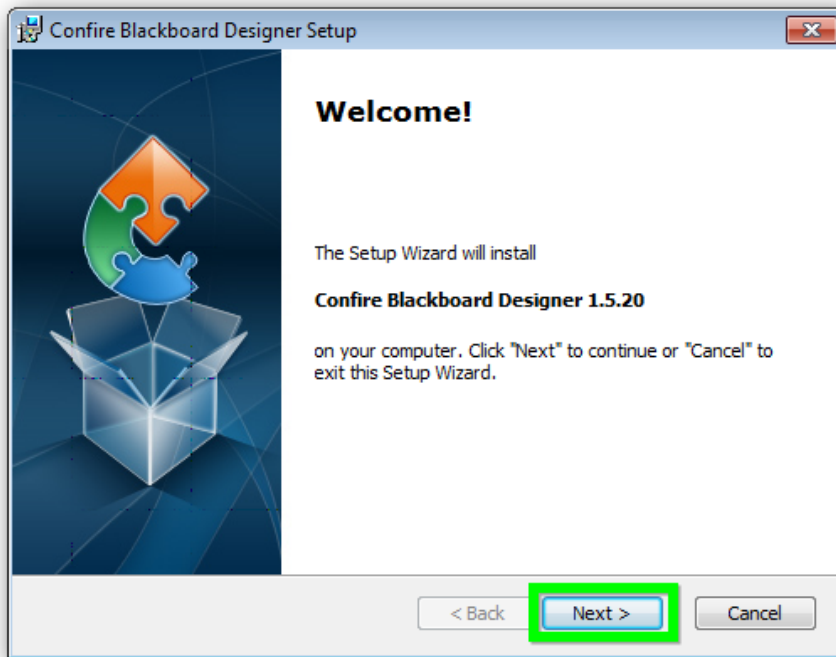 Confire Blackboard Designer Setup
Welcome!
The Setup Wizard will install
Confire Blackboard Designer 1.5.20
on your computer. Click "Next" to continue or "Cancel" to
exit this Setup Wizard.
< Back
Next >
Cancel